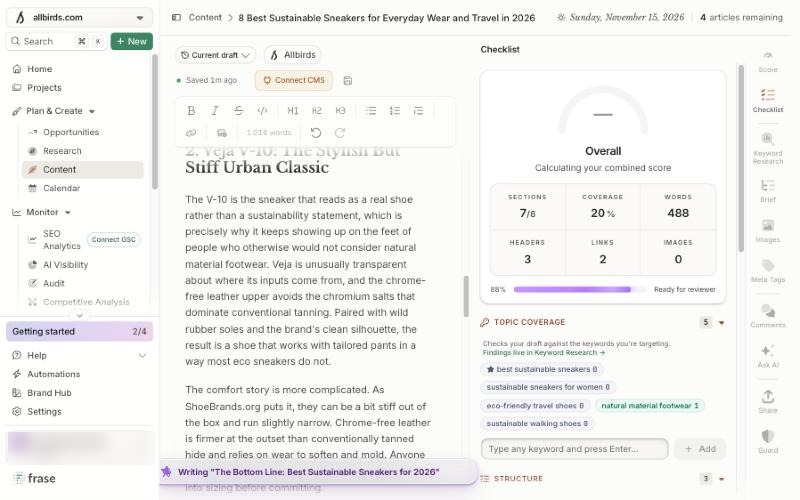 allbirds.com
Content > 8 Best Sustainable Sneakers for Everyday Wear and Travel in 2026
Sunday, November 15, 2026
4 articles remaining
Search ⌘ K
+ New
Home
Projects
Plan & Create
Opportunities
Research
Content
Calendar
Monitor
SEO Analytics
Connect GSC
AI Visibility
Audit
Competitive Analysis
Getting started 2/4
Help
Automations
Brand Hub
Settings
frase
Current draft
Allbirds
Saved 1m ago
Connect CMS
B I S </> H1 H2 H3
1,018 words
2. Veja V-10: The Stylish But
Stiff Urban Classic
The V-10 is the sneaker that reads as a real shoe
rather than a sustainability statement, which is
precisely why it keeps showing up on the feet of
people who otherwise would not consider natural
material footwear. Veja is unusually transparent
about where its inputs come from, and the chrome-
free leather upper avoids the chromium salts that
dominate conventional tanning. Paired with wild
rubber soles and the brand's clean silhouette, the
result is a shoe that works with tailored pants in a
way most eco sneakers do not.
The comfort story is more complicated. As
ShoeBrands.org puts it, they can be a bit stiff out of
the box and run slightly narrow. Chrome-free leather
is firmer at the outset than conventionally tanned
hide and relies on wear to soften and mold. Anyone
into sizing before committing.
Writing "The Bottom Line: Best Sustainable Sneakers for 2026"
Checklist
Overall
Calculating your combined score
SECTIONS COVERAGE WORDS
7/8 20% 488
HEADERS LINKS IMAGES
3 2 0
88% Ready for reviewer
TOPIC COVERAGE 5
Checks your draft against the keywords you're targeting.
Findings live in Keyword Research →
best sustainable sneakers 0
sustainable sneakers for women 0
eco-friendly travel shoes 0 natural material footwear 1
sustainable walking shoes 0
Type any keyword and press Enter...
+ Add
STRUCTURE 3
Score
Checklist
Keyword
Research
Brief
Images
Meta Tags
Comments
Ask AI
Share
Guard